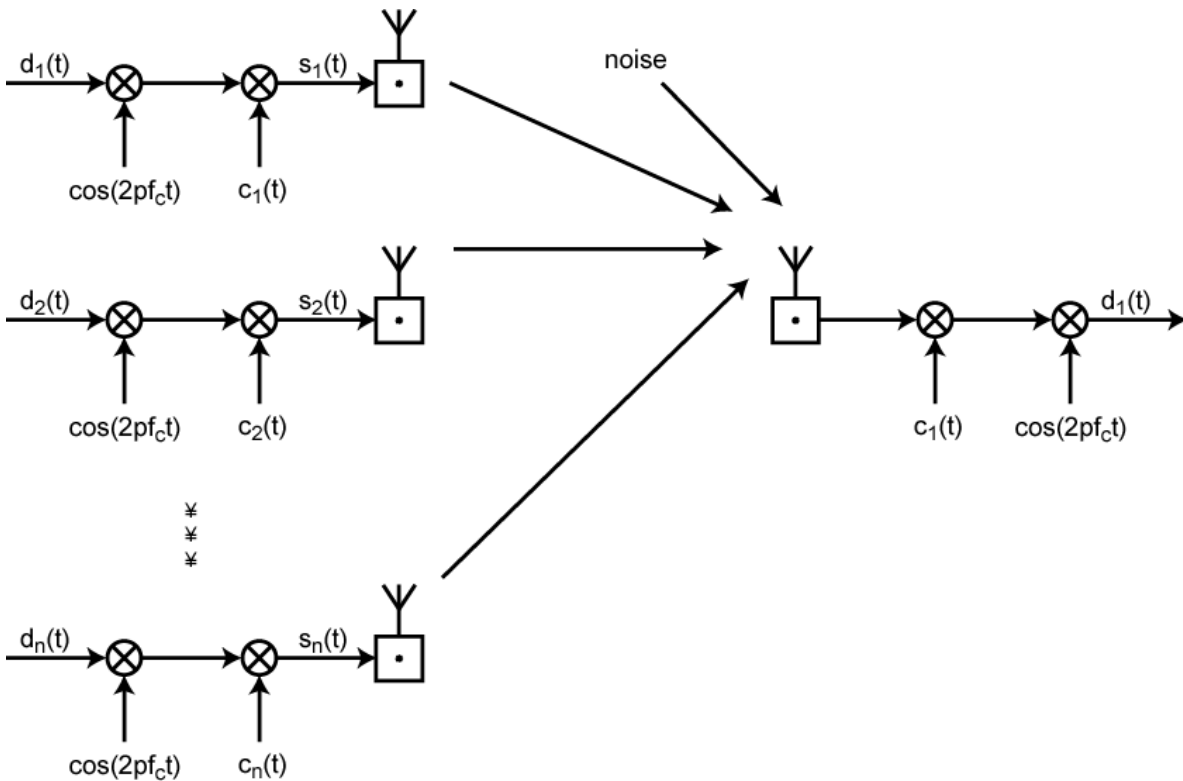 d1(t)
s1(t)
noise
cos(2pfct)
c1(t)
d2(t)
s2(t)
d1(t)
cos(2pfct)
c2(t)
c1(t)
cos(2pfct)
¥
¥
¥
dn(t)
sn(t)
cos(2pfct)
cn(t)